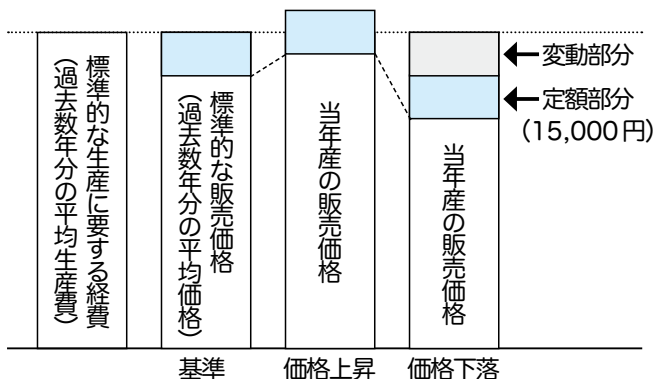 標準的な生産に要する経費
（過去数年分の平均生産費）
標準的な販売価格
（過去数年分の平均価格）
当年産の販売価格
当年産の販売価格
変動部分
定額部分
（15,000円）
基準
価格上昇
価格下落